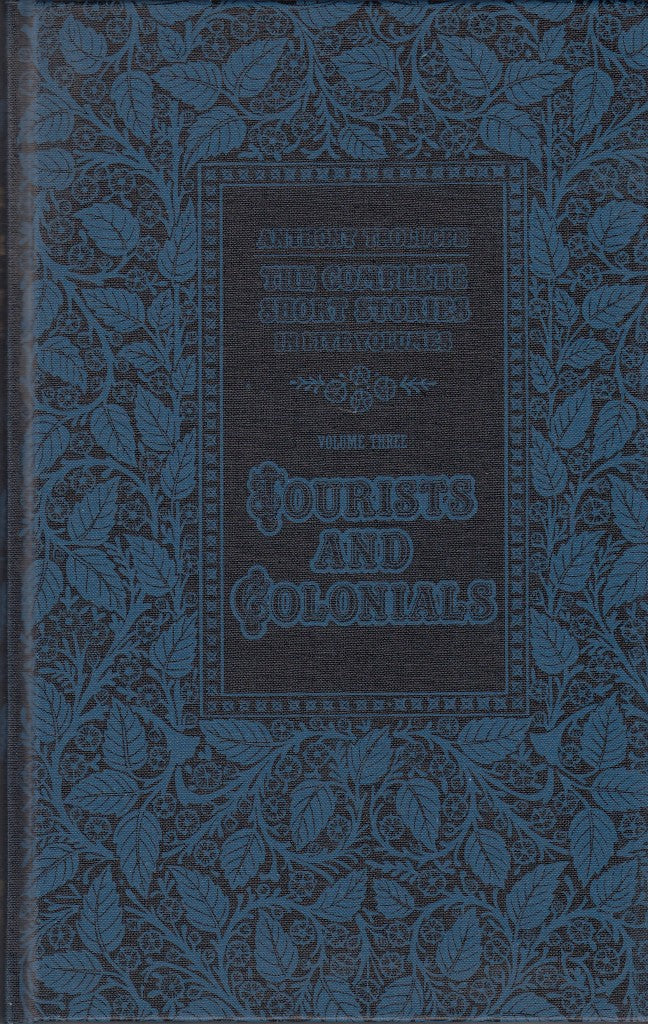 ANTHONY TROLLOPE
THE COMPLETE
SHORT STORIES
IN FIVE VOLUMES
VOLUME THREE
TOURISTS
AND
COLONIALS